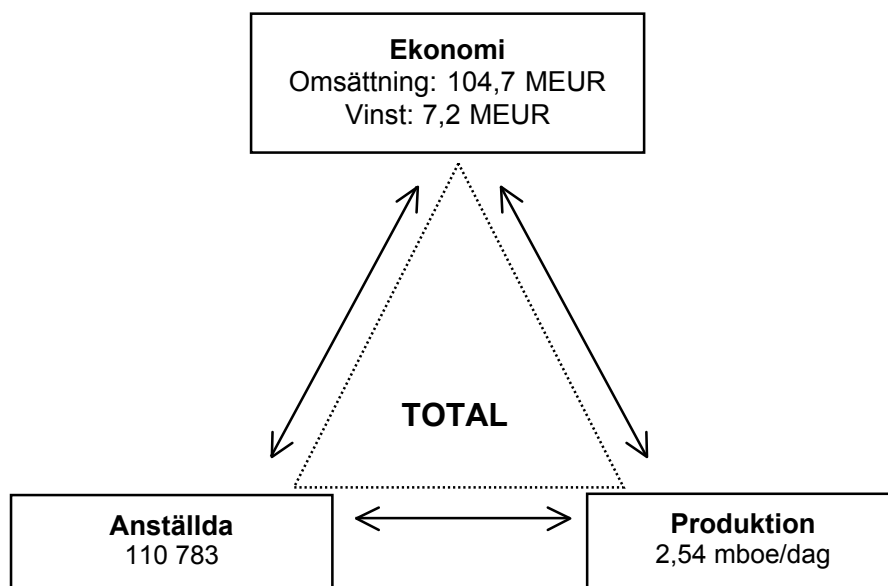 Ekonomi
Omsättning: 104,7 MEUR
Vinst: 7,2 MEUR
TOTAL
Anställda
110 783
Produktion
2,54 mboe/dag